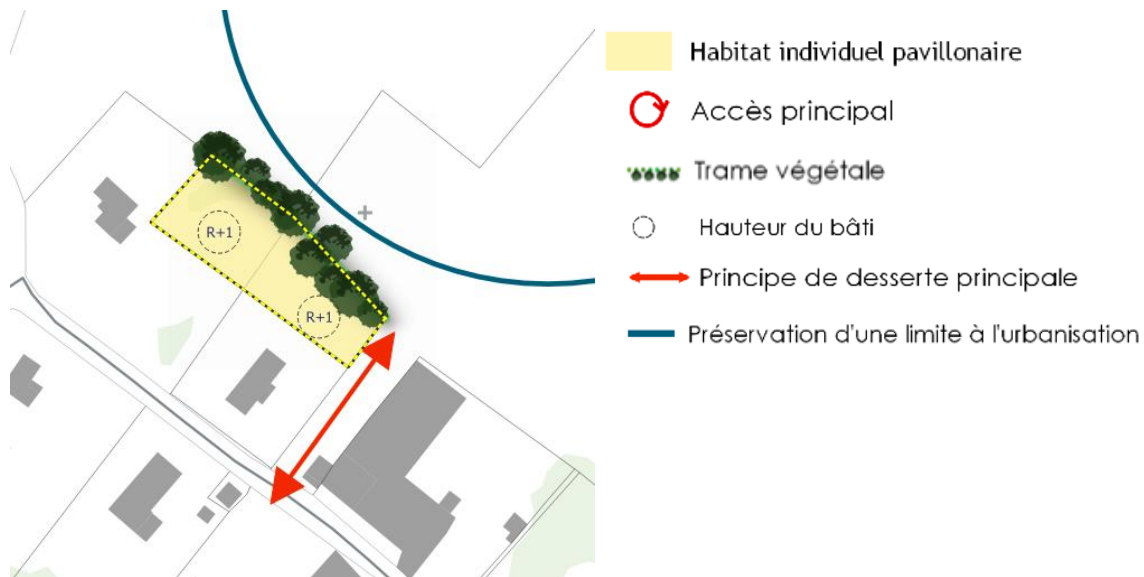 R+1
R+1
Habitat individuel pavillonaire
Accès principal
Trame végétale
Hauteur du bâti
Principe de desserte principale
Préservation d'une limite à l'urbanisation